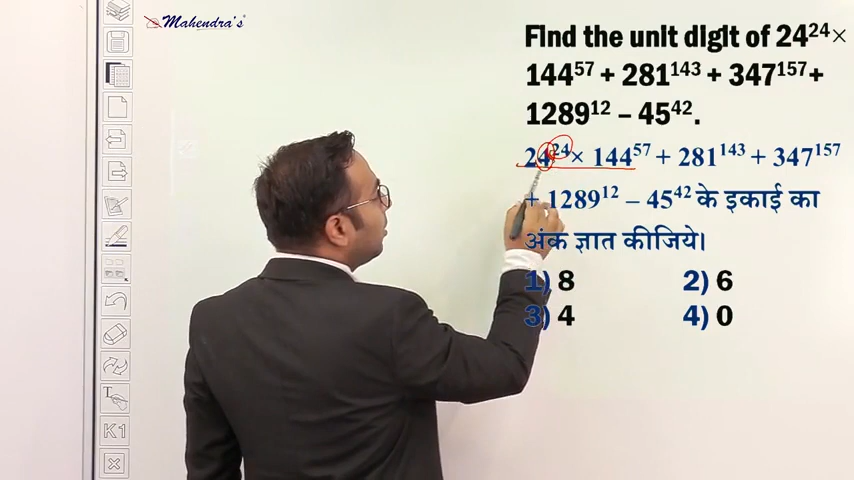 Mahendra's
Find the unit digit of 24²⁴×
144⁵⁷ + 281¹⁴³ + 347¹⁵⁷+
1289¹² – 45⁴².
24²⁴× 144⁵⁷ + 281¹⁴³ + 347¹⁵⁷
+ 1289¹² – 45⁴² के इकाई का
अंक ज्ञात कीजिये।
1) 8 2) 6
3) 4 4) 0
T
K1